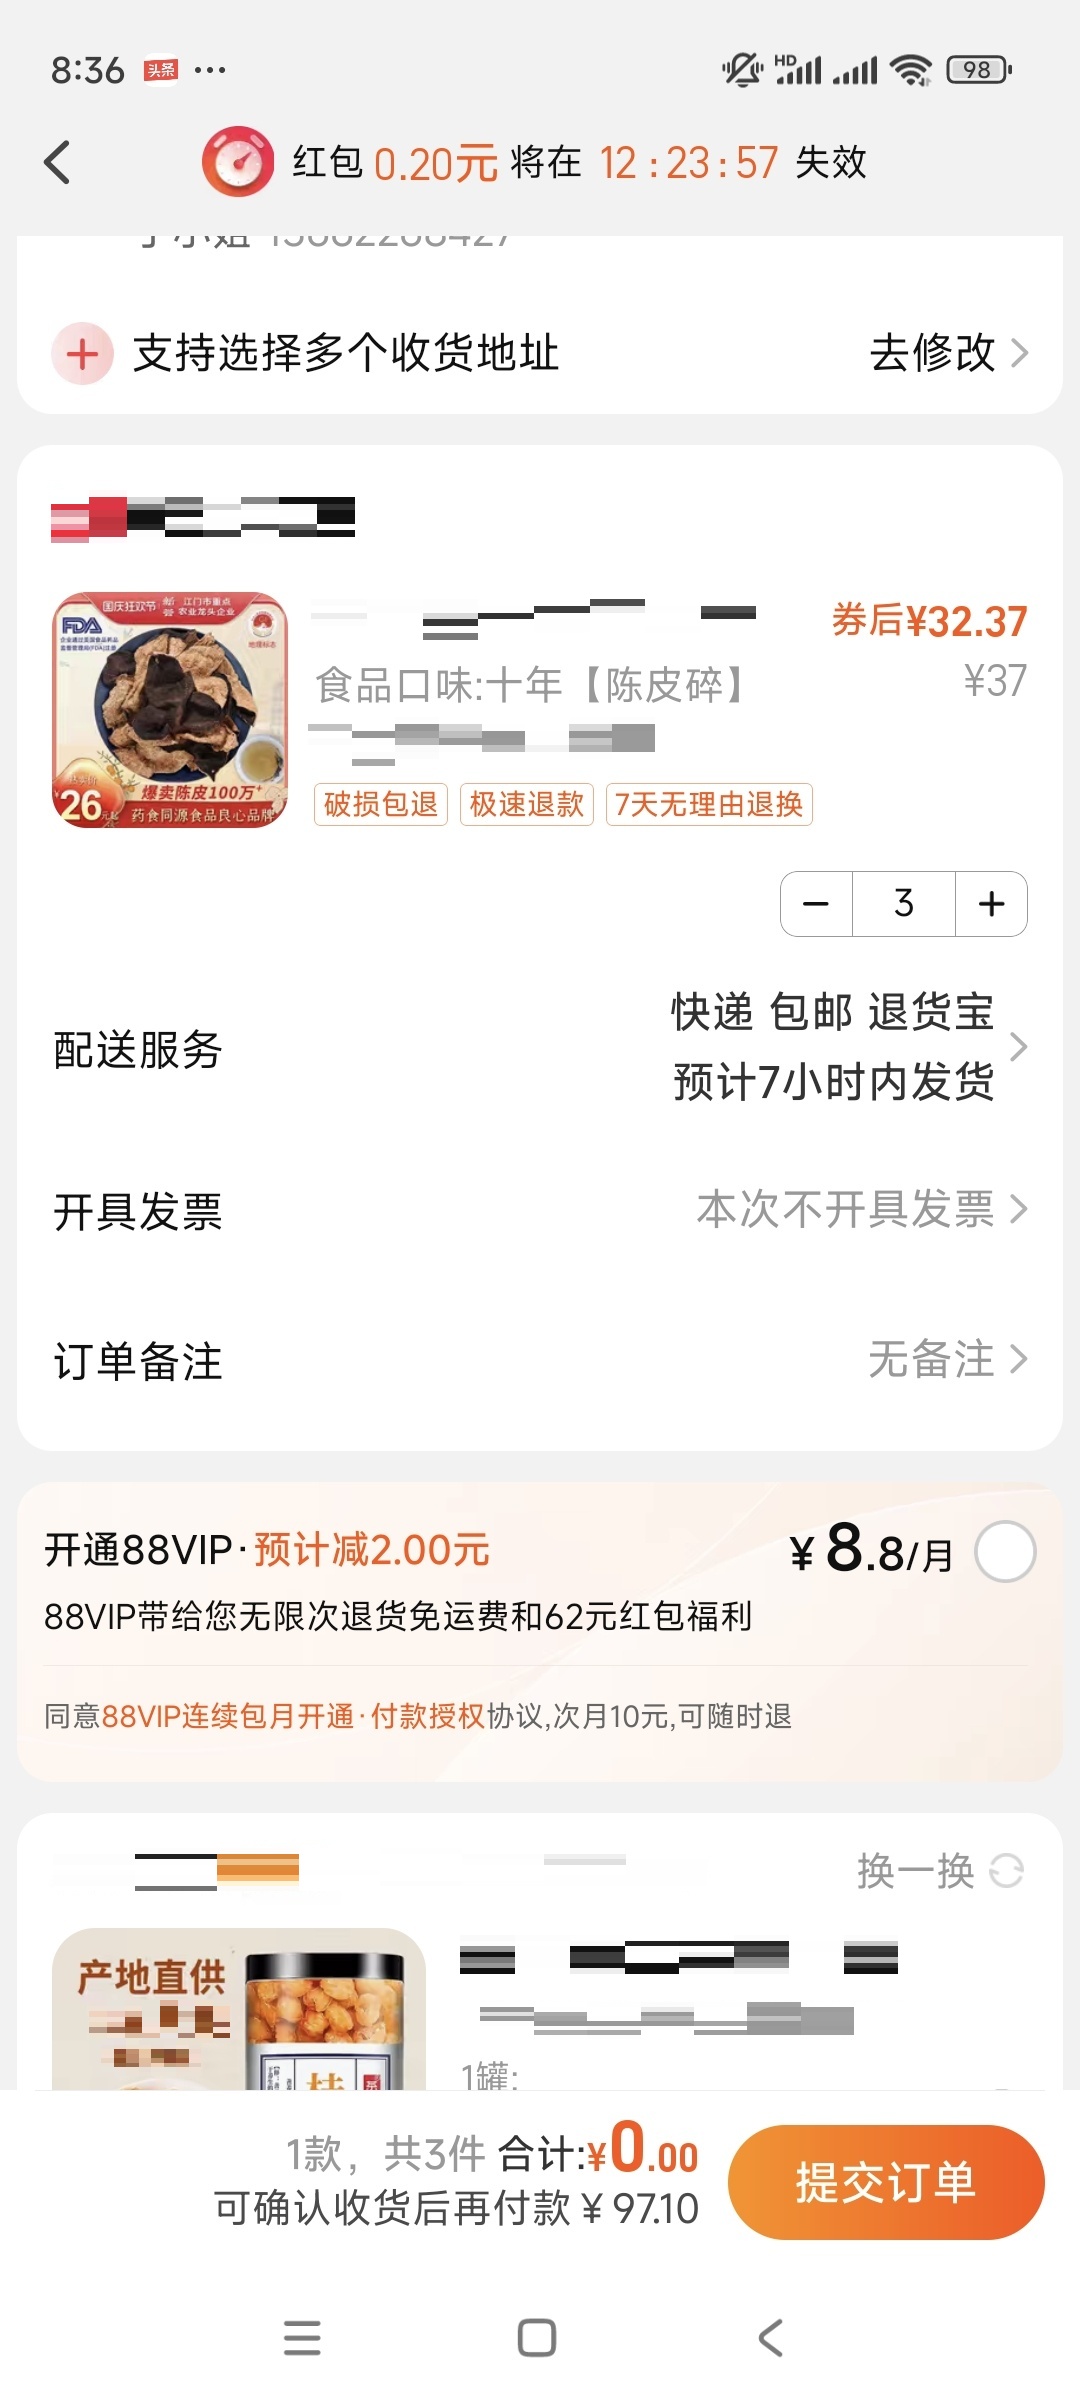 8:36 头条 ··· HD 98
红包 0.20元 将在 12:23:57 失效
支持选择多个收货地址 去修改
国庆狂欢节 江门市重点
农业龙头企业
FDA
地理标志
26
爆卖陈皮100万+
药食同源食品良心品牌
券后¥32.37
食品口味:十年【陈皮碎】 ¥37
破损包退 极速退款 7天无理由退换
3
配送服务 快递 包邮 退货宝
预计7小时内发货
开具发票 本次不开具发票
订单备注 无备注
开通88VIP·预计减2.00元 ¥8.8/月
88VIP带给您无限次退货免运费和62元红包福利
同意88VIP连续包月开通·付款授权协议,次月10元,可随时退
换一换
产地直供
1罐:
1款，共3件 合计:¥0.00
可确认收货后再付款¥97.10
提交订单